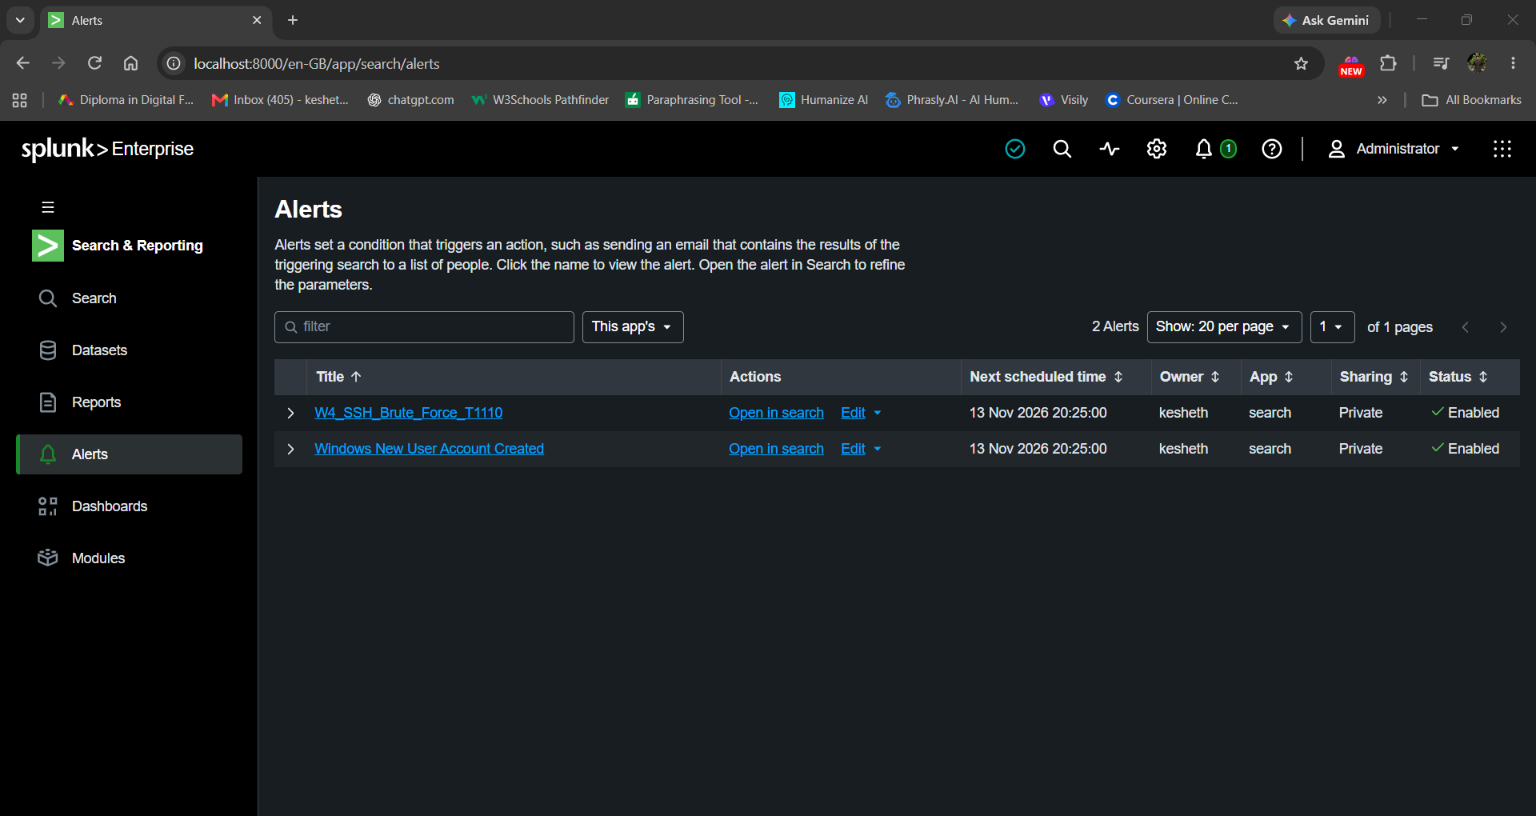 Alerts
Ask Gemini
localhost:8000/en-GB/app/search/alerts
NEW
Diploma in Digital F...
Inbox (405) - keshet...
chatgpt.com
W3Schools Pathfinder
Paraphrasing Tool -...
Humanize AI
Phrasly.AI - AI Hum...
Visily
Coursera | Online C...
All Bookmarks
splunk>Enterprise
1
Administrator
Search & Reporting
Search
Datasets
Reports
Alerts
Dashboards
Modules
Alerts
Alerts set a condition that triggers an action, such as sending an email that contains the results of the
triggering search to a list of people. Click the name to view the alert. Open the alert in Search to refine
the parameters.
filter
This app's
2 Alerts
Show: 20 per page
1
of 1 pages
Title Actions Next scheduled time Owner App Sharing Status
W4_SSH_Brute_Force_T1110 Open in search Edit 13 Nov 2026 20:25:00 kesheth search Private Enabled
Windows New User Account Created Open in search Edit 13 Nov 2026 20:25:00 kesheth search Private Enabled